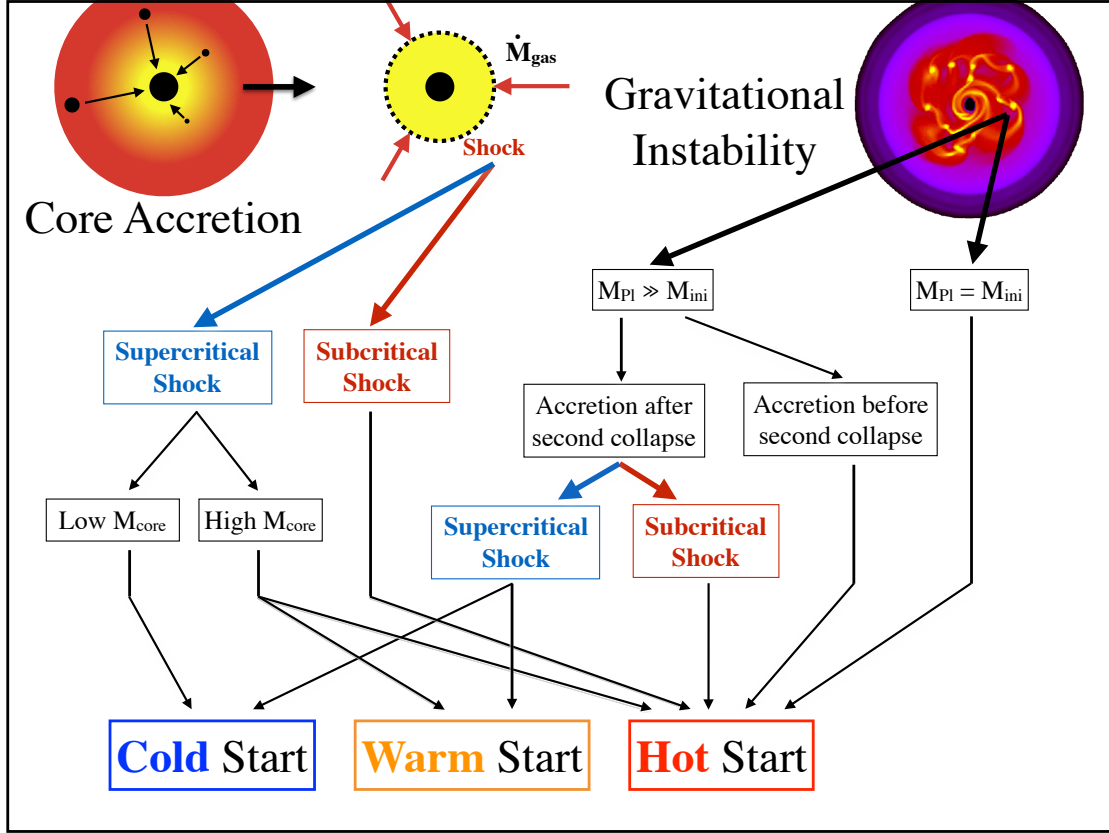 Ṁgas
Gravitational
Instability
Shock
Core Accretion
MPl ≫ Mini
MPl = Mini
Supercritical
Shock
Subcritical
Shock
Accretion after
second collapse
Accretion before
second collapse
Low Mcore
High Mcore
Supercritical
Shock
Subcritical
Shock
Cold Start
Warm Start
Hot Start